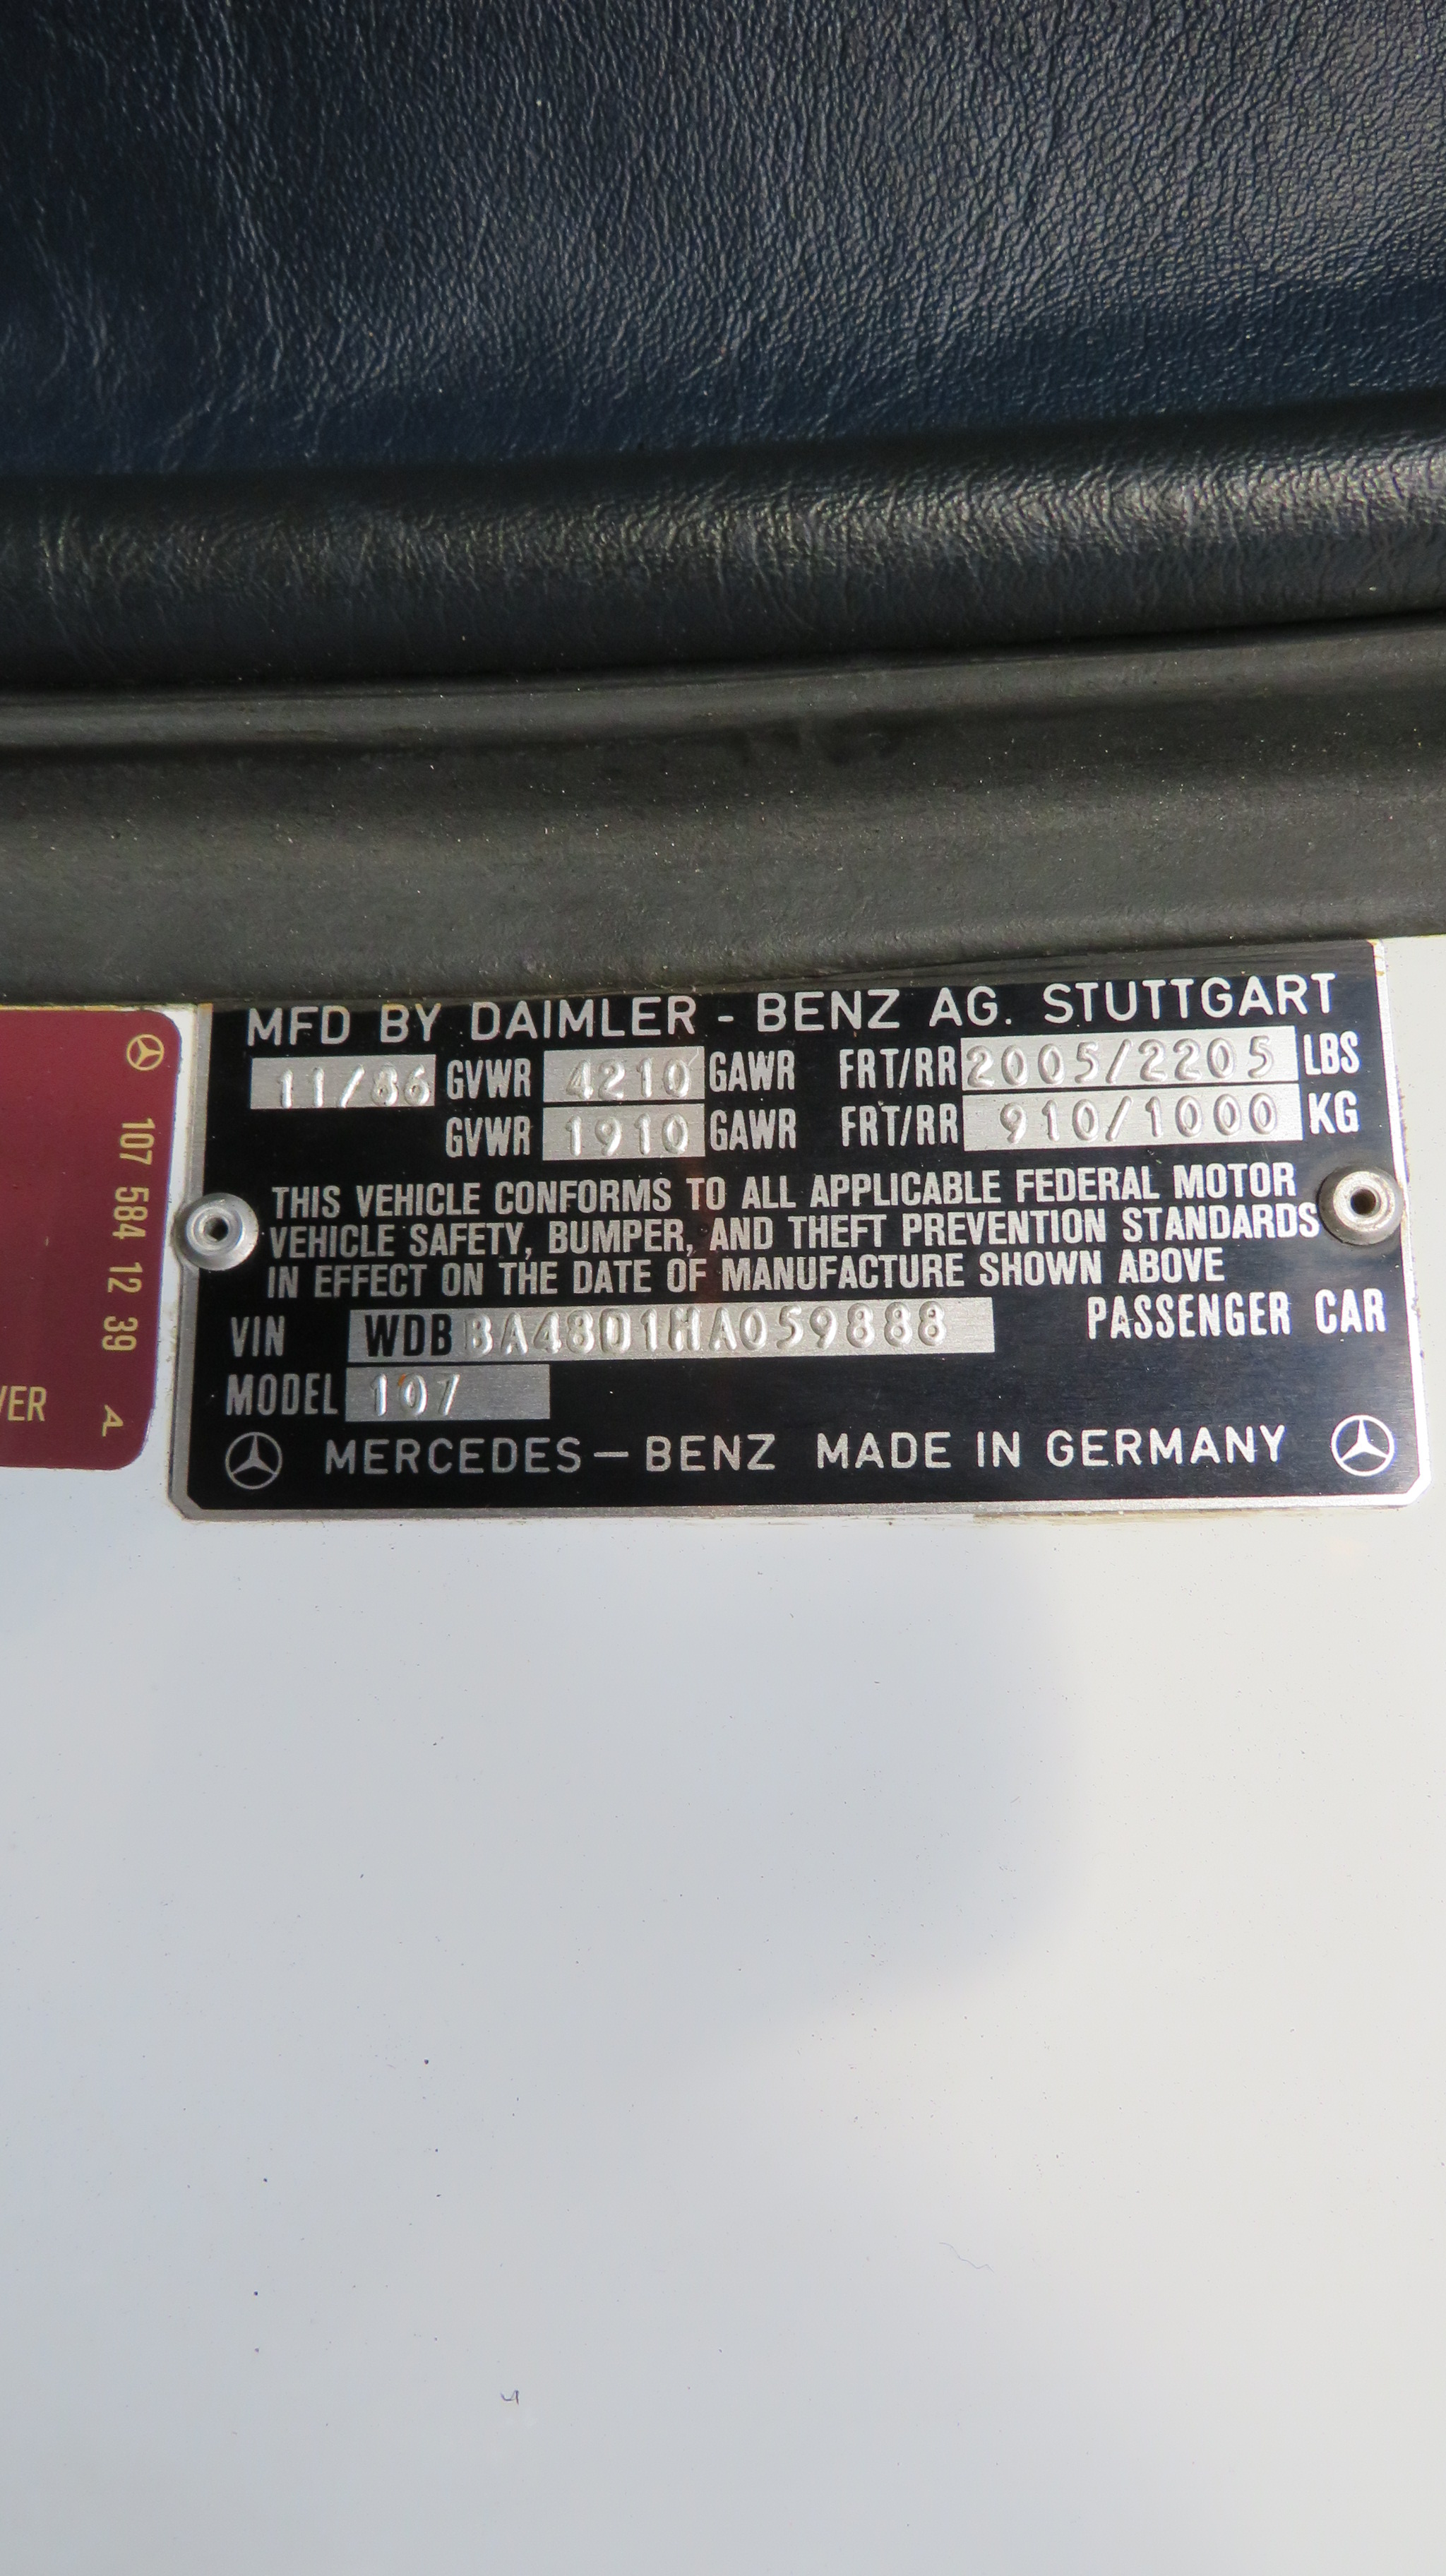 MFD BY DAIMLER - BENZ AG. STUTTGART
11/86 GVWR 4210 GAWR FRT/RR 2005/2205 LBS
GVWR 1910 GAWR FRT/RR 910/1000 KG
THIS VEHICLE CONFORMS TO ALL APPLICABLE FEDERAL MOTOR
VEHICLE SAFETY, BUMPER, AND THEFT PREVENTION STANDARDS
IN EFFECT ON THE DATE OF MANUFACTURE SHOWN ABOVE
VIN WDBBA48D1HA059888 PASSENGER CAR
MODEL 107
MERCEDES – BENZ MADE IN GERMANY
107 584 12 39 A